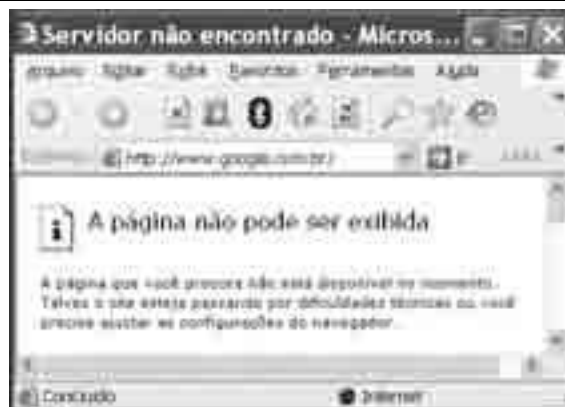 Servidor não encontrado - Micros...
Arquivo Editar Exibir Favoritos Ferramentas Ajuda
http://www.google.com.br/
A página não pode ser exibida
A página que você procura não está disponível no momento.
Talvez o site esteja passando por dificuldades técnicas ou você
precise ajustar as configurações do navegador.
Concluído Internet